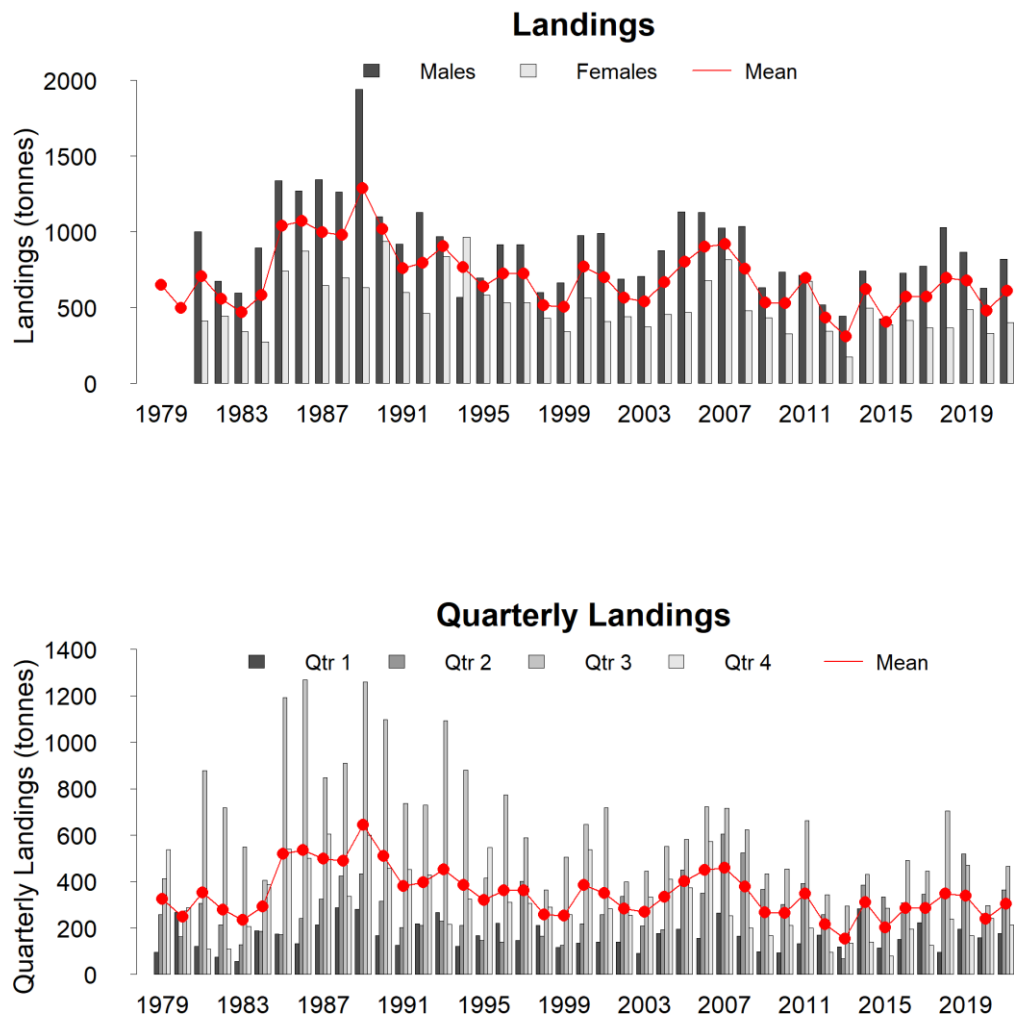 Landings
Males Females Mean
Landings (tonnes)
2000
1500
1000
500
0
1979 1983 1987 1991 1995 1999 2003 2007 2011 2015 2019
Quarterly Landings
Qtr 1 Qtr 2 Qtr 3 Qtr 4 Mean
Quarterly Landings (tonnes)
1400
1200
1000
800
600
400
200
0
1979 1983 1987 1991 1995 1999 2003 2007 2011 2015 2019